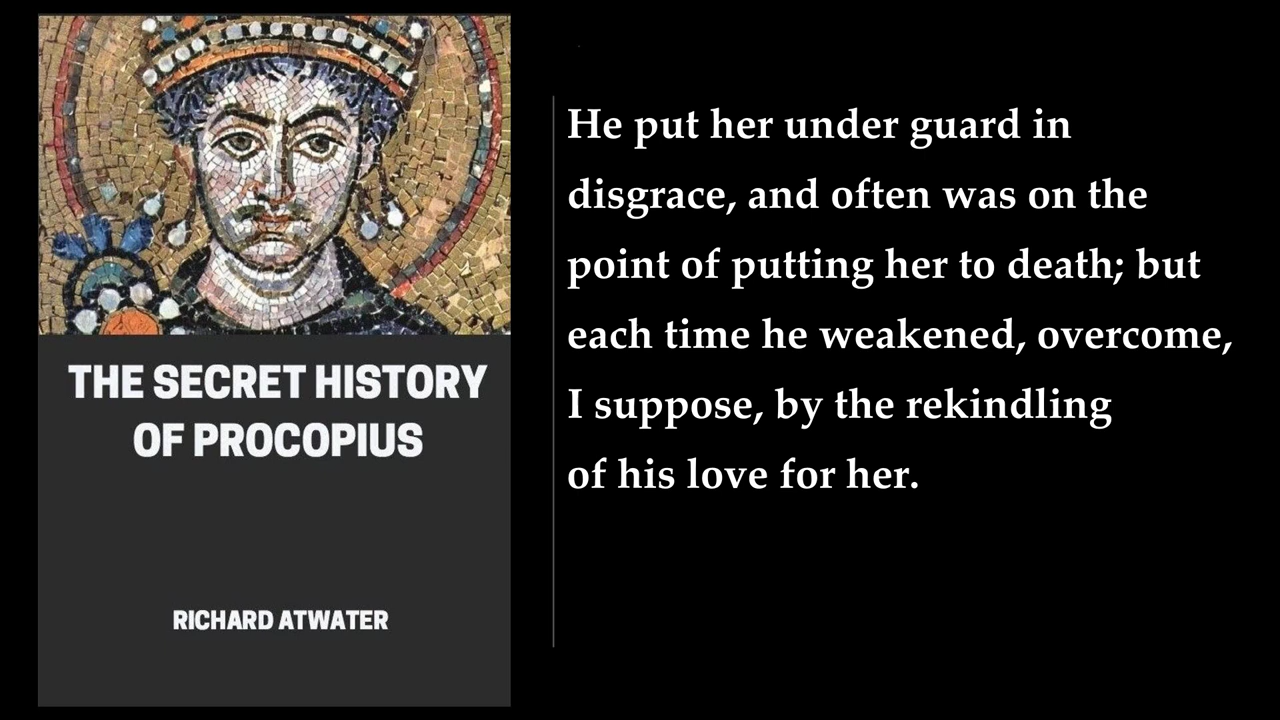 THE SECRET HISTORY
OF PROCOPIUS
RICHARD ATWATER
He put her under guard in
disgrace, and often was on the
point of putting her to death; but
each time he weakened, overcome,
I suppose, by the rekindling
of his love for her.